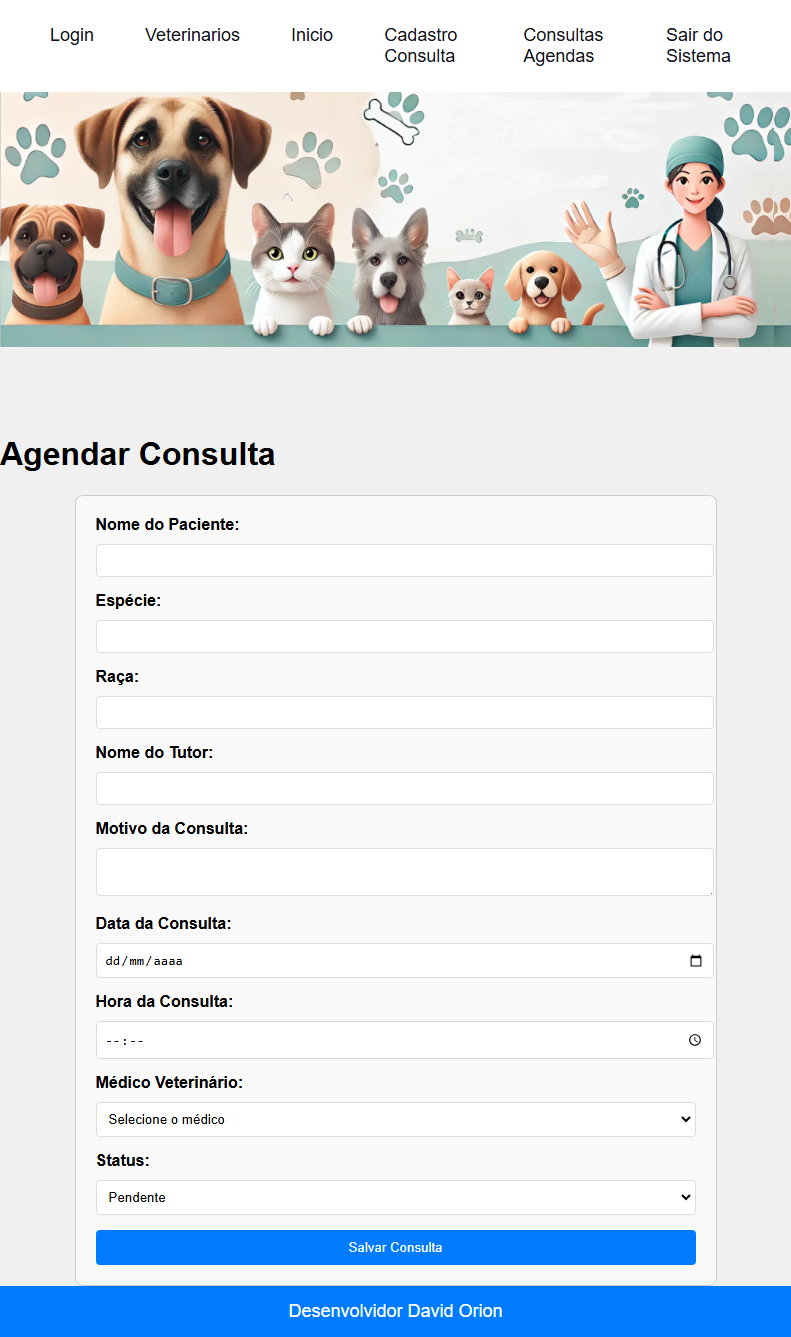 Login
Veterinarios
Inicio
Cadastro
Consulta
Consultas
Agendas
Sair do
Sistema
Agendar Consulta
Nome do Paciente:
Espécie:
Raça:
Nome do Tutor:
Motivo da Consulta:
Data da Consulta:
dd/mm/aaaa
Hora da Consulta:
--:--
Médico Veterinário:
Selecione o médico
Status:
Pendente
Salvar Consulta
Desenvolvidor David Orion